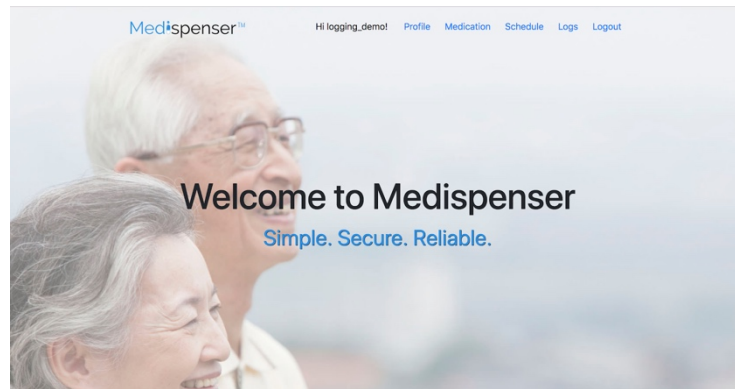 Medispenser™ Hi logging_demo! Profile Medication Schedule Logs Logout
Welcome to Medispenser
Simple. Secure. Reliable.